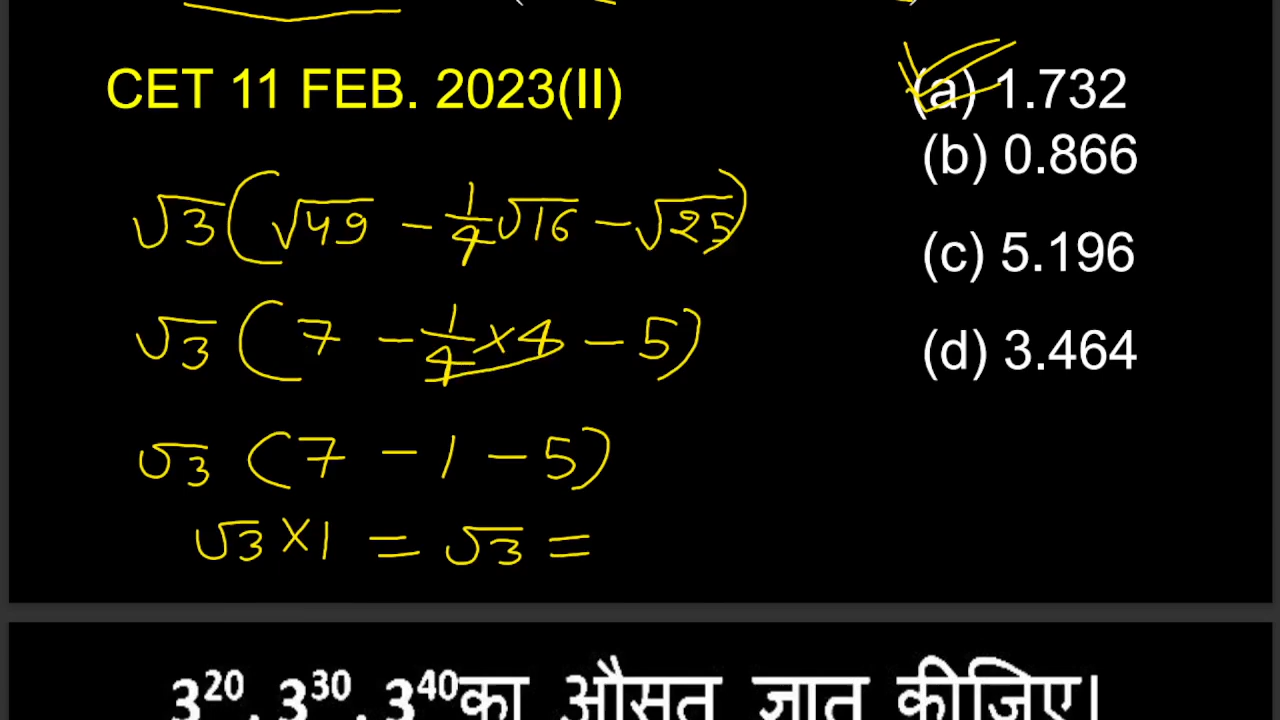 CET 11 FEB. 2023(II)
(a) 1.732
(b) 0.866
(c) 5.196
(d) 3.464
√3(√49 - 1/4√16 - √25)
√3(7 - 1/4×4 - 5)
√3(7 - 1 - 5)
√3×1 = √3 =
3²⁰, 3³⁰, 3⁴⁰का औसत ज्ञात कीजिए।